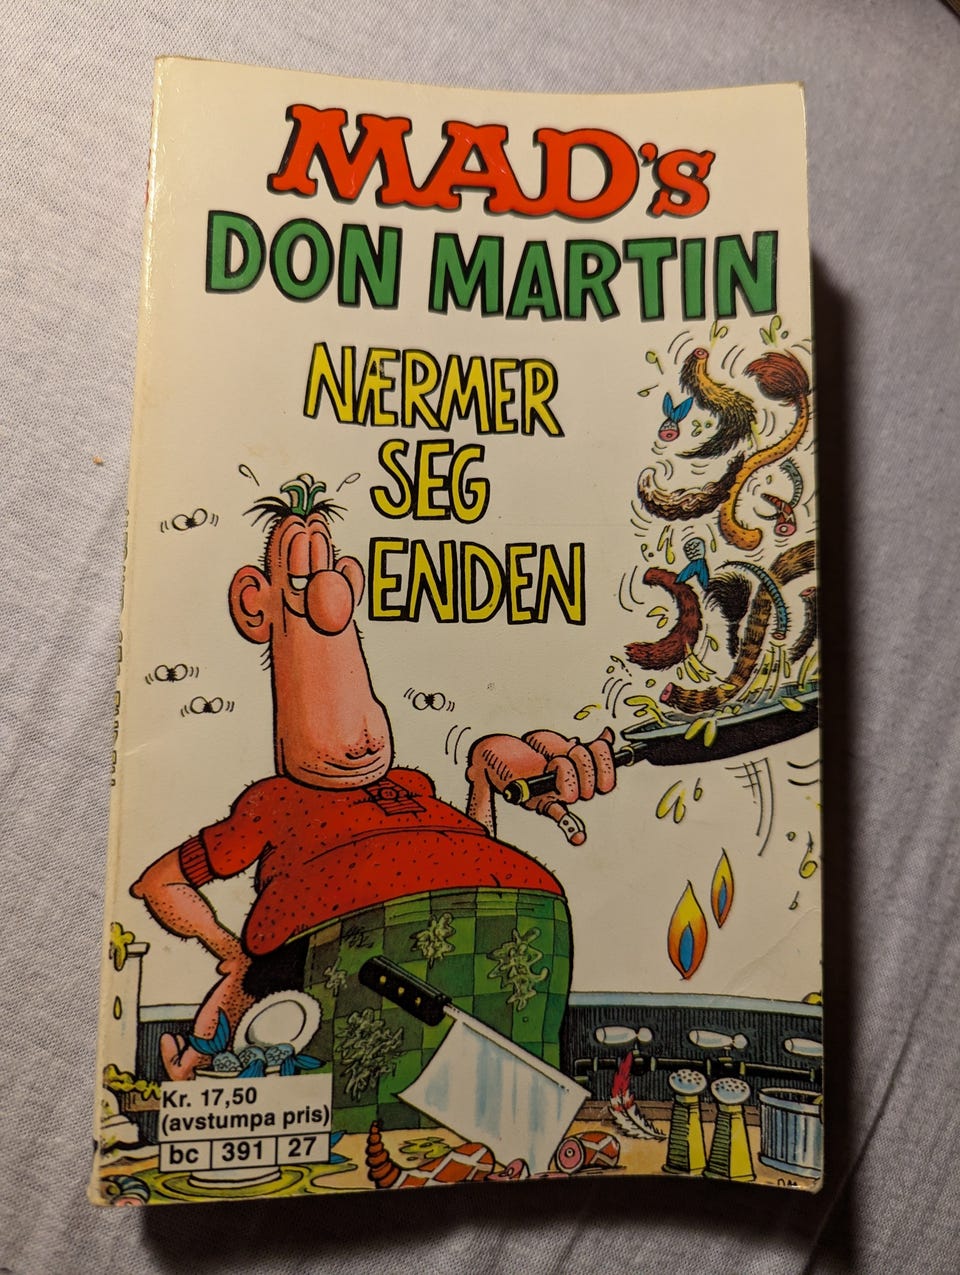 MAD's
DON MARTIN
NÆRMER
SEG
ENDEN
Kr. 17,50
(avstumpa pris)
bc 391 27